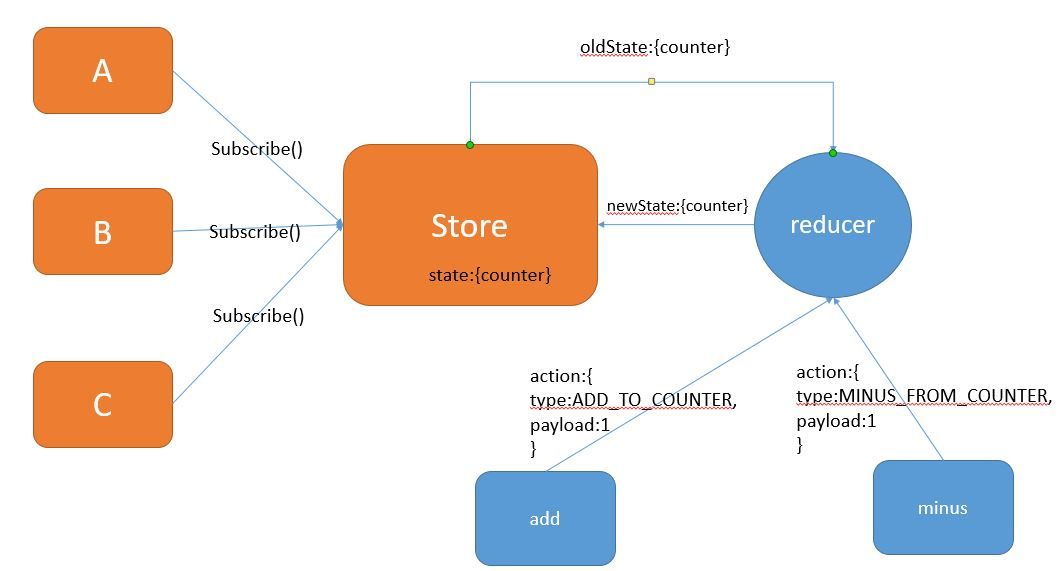 oldState:{counter}
A
Subscribe()
B
Subscribe()
C
Subscribe()
Store
state:{counter}
newState:{counter}
reducer
action:{
type:ADD_TO_COUNTER,
payload:1
}
add
action:{
type:MINUS_FROM_COUNTER,
payload:1
}
minus